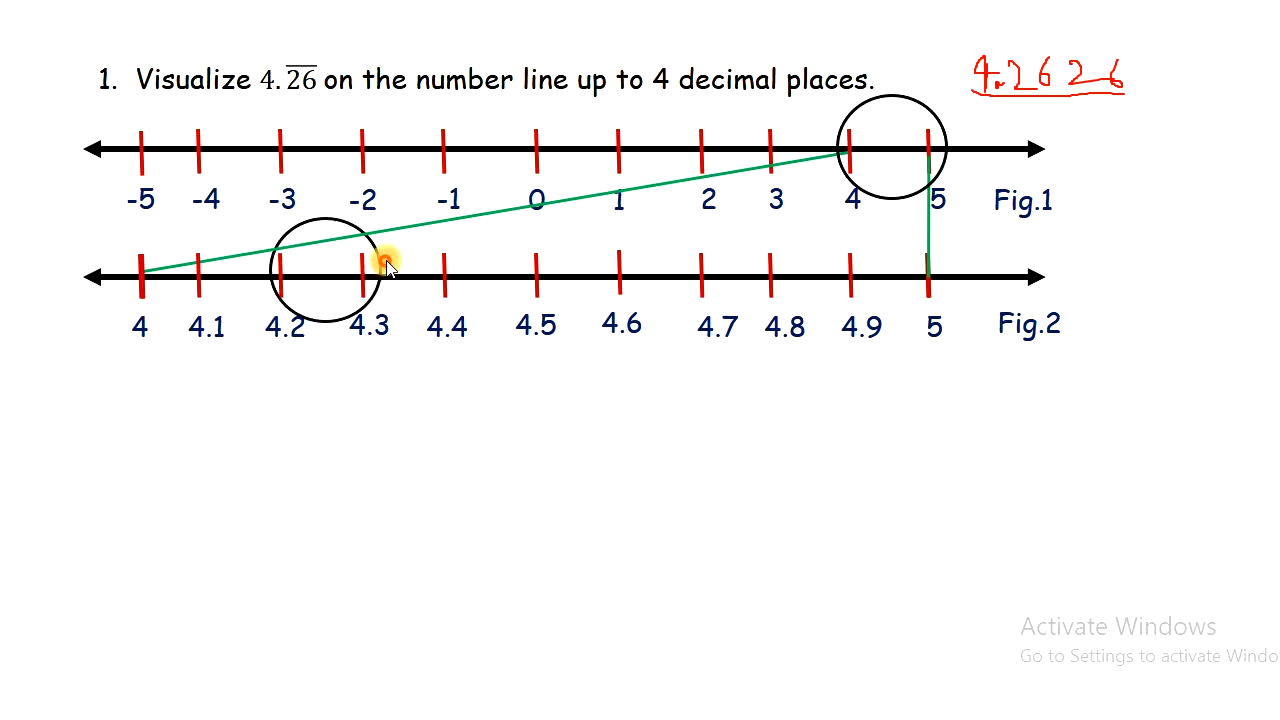 1. Visualize 4.\overline{26} on the number line up to 4 decimal places.
4.2626
-5 -4 -3 -2 -1 0 1 2 3 4 5 Fig.1
4 4.1 4.2 4.3 4.4 4.5 4.6 4.7 4.8 4.9 5 Fig.2
Activate Windows
Go to Settings to activate Windo